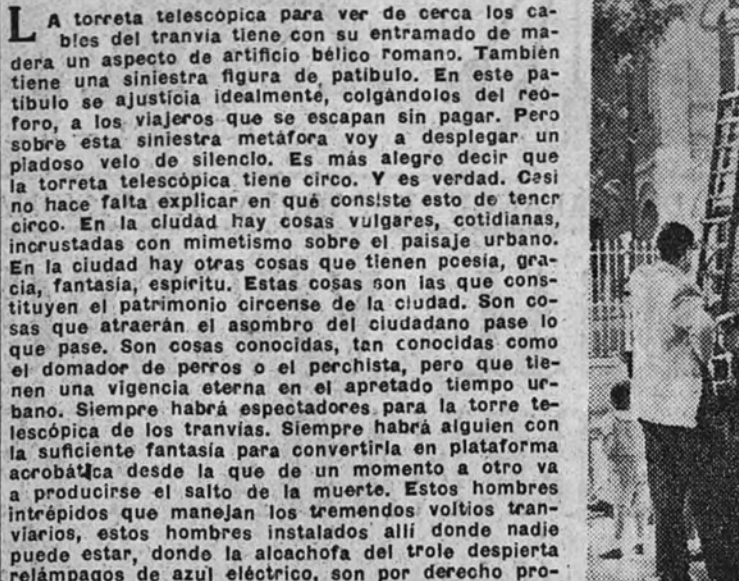 LA torreta telescópica para ver de cerca los ca-
bles del tranvía tiene con su entramado de ma-
dera un aspecto de artificio bélico romano. También
tiene una siniestra figura de patíbulo. En este pa-
tíbulo se ajusticia idealmente, colgándolos del reó-
foro, a los viajeros que se escapan sin pagar. Pero
sobre esta siniestra metáfora voy a desplegar un
piadoso velo de silencio. Es más alegre decir que
la torreta telescópica tiene circo. Y es verdad. Casi
no hace falta explicar en qué consiste esto de tener
circo. En la ciudad hay cosas vulgares, cotidianas,
incrustadas con mimetismo sobre el paisaje urbano.
En la ciudad hay otras cosas que tienen poesía, gra-
cia, fantasía, espíritu. Estas cosas son las que cons-
tituyen el patrimonio circense de la ciudad. Son co-
sas que atraerán el asombro del ciudadano pase lo
que pase. Son cosas conocidas, tan conocidas como
el domador de perros o el perchista, pero que tie-
nen una vigencia eterna en el apretado tiempo ur-
bano. Siempre habrá espectadores para la torre te-
lescópica de los tranvías. Siempre habrá alguien con
la suficiente fantasía para convertirla en plataforma
acrobática desde la que de un momento a otro va
a producirse el salto de la muerte. Estos hombres
intrépidos que manejan los tremendos voltios tran-
viarios, estos hombres instalados allí donde nadie
puede estar, donde la alcachofa del trole despierta
relámpagos de azul eléctrico, son por derecho pro-